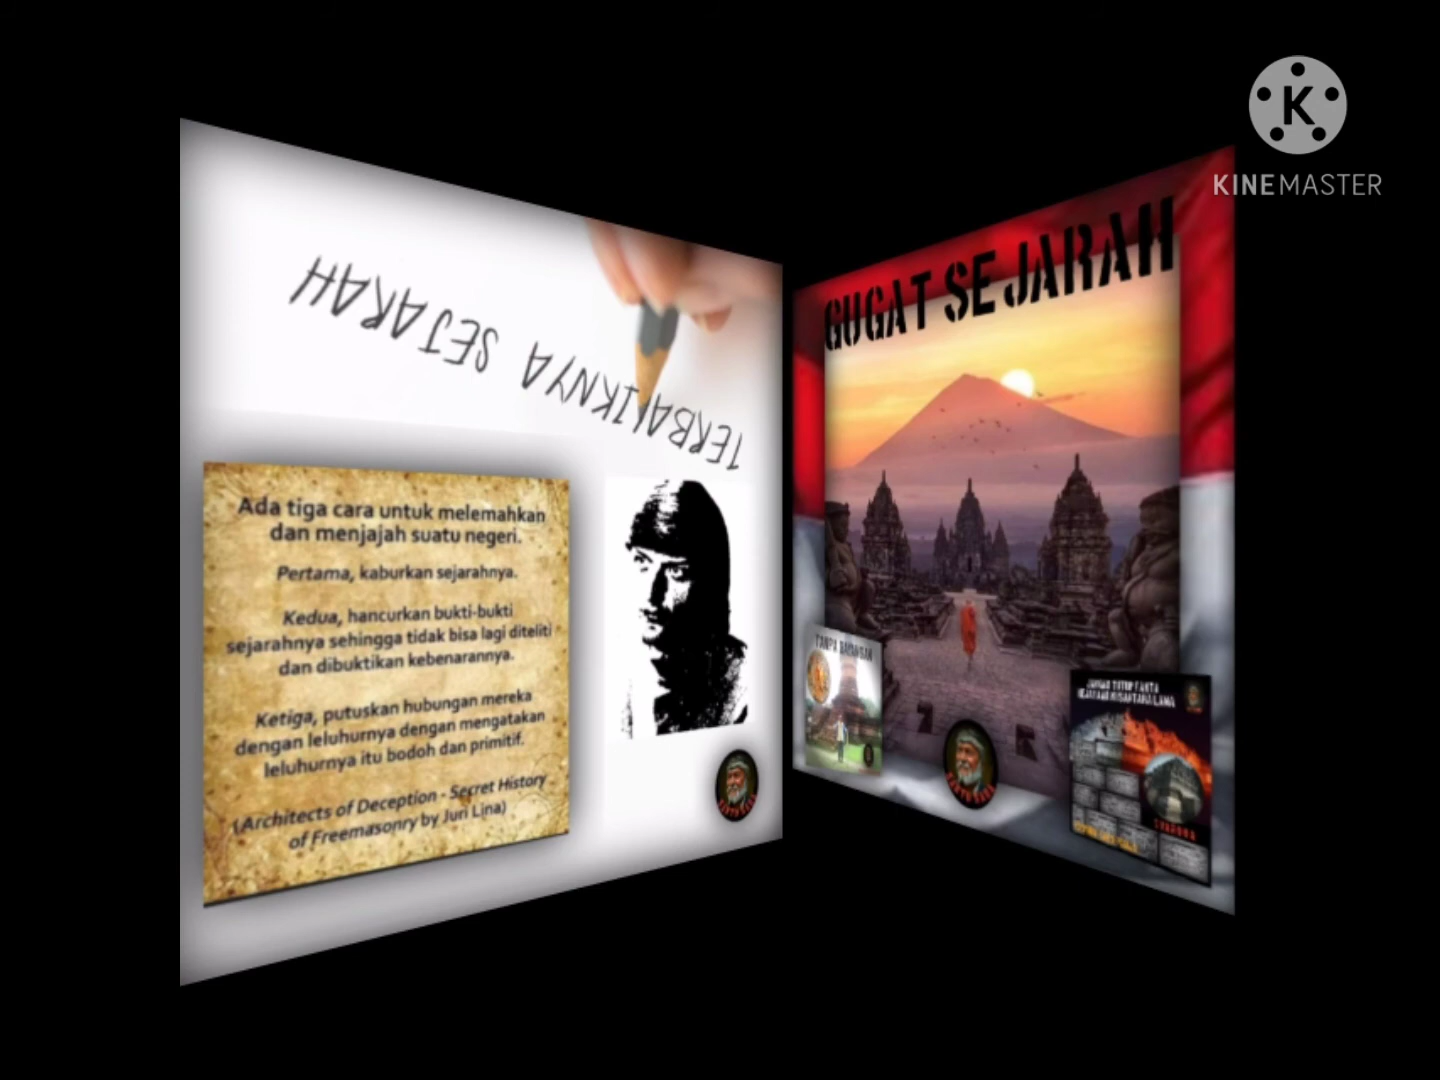 KINEMASTER
TERBALIKNYA SEJARAH
Ada tiga cara untuk melemahkan
dan menjajah suatu negeri.
Pertama, kaburkan sejarahnya.
Kedua, hancurkan bukti-bukti
sejarahnya sehingga tidak bisa lagi diteliti
dan dibuktikan kebenarannya.
Ketiga, putuskan hubungan mereka
dengan leluhurnya dengan mengatakan
leluhurnya itu bodoh dan primitif.
(Architects of Deception - Secret History
of Freemasonry by Juri Lina)
GUGAT SEJARAH